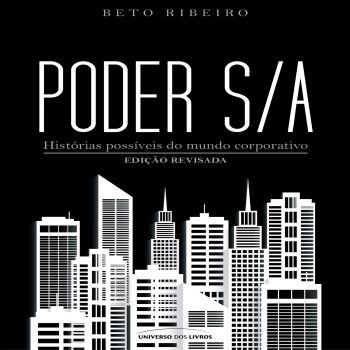 BETO RIBEIRO
PODER S/A
Histórias possíveis do mundo corporativo
EDIÇÃO REVISADA
UNIVERSO DOS LIVROS